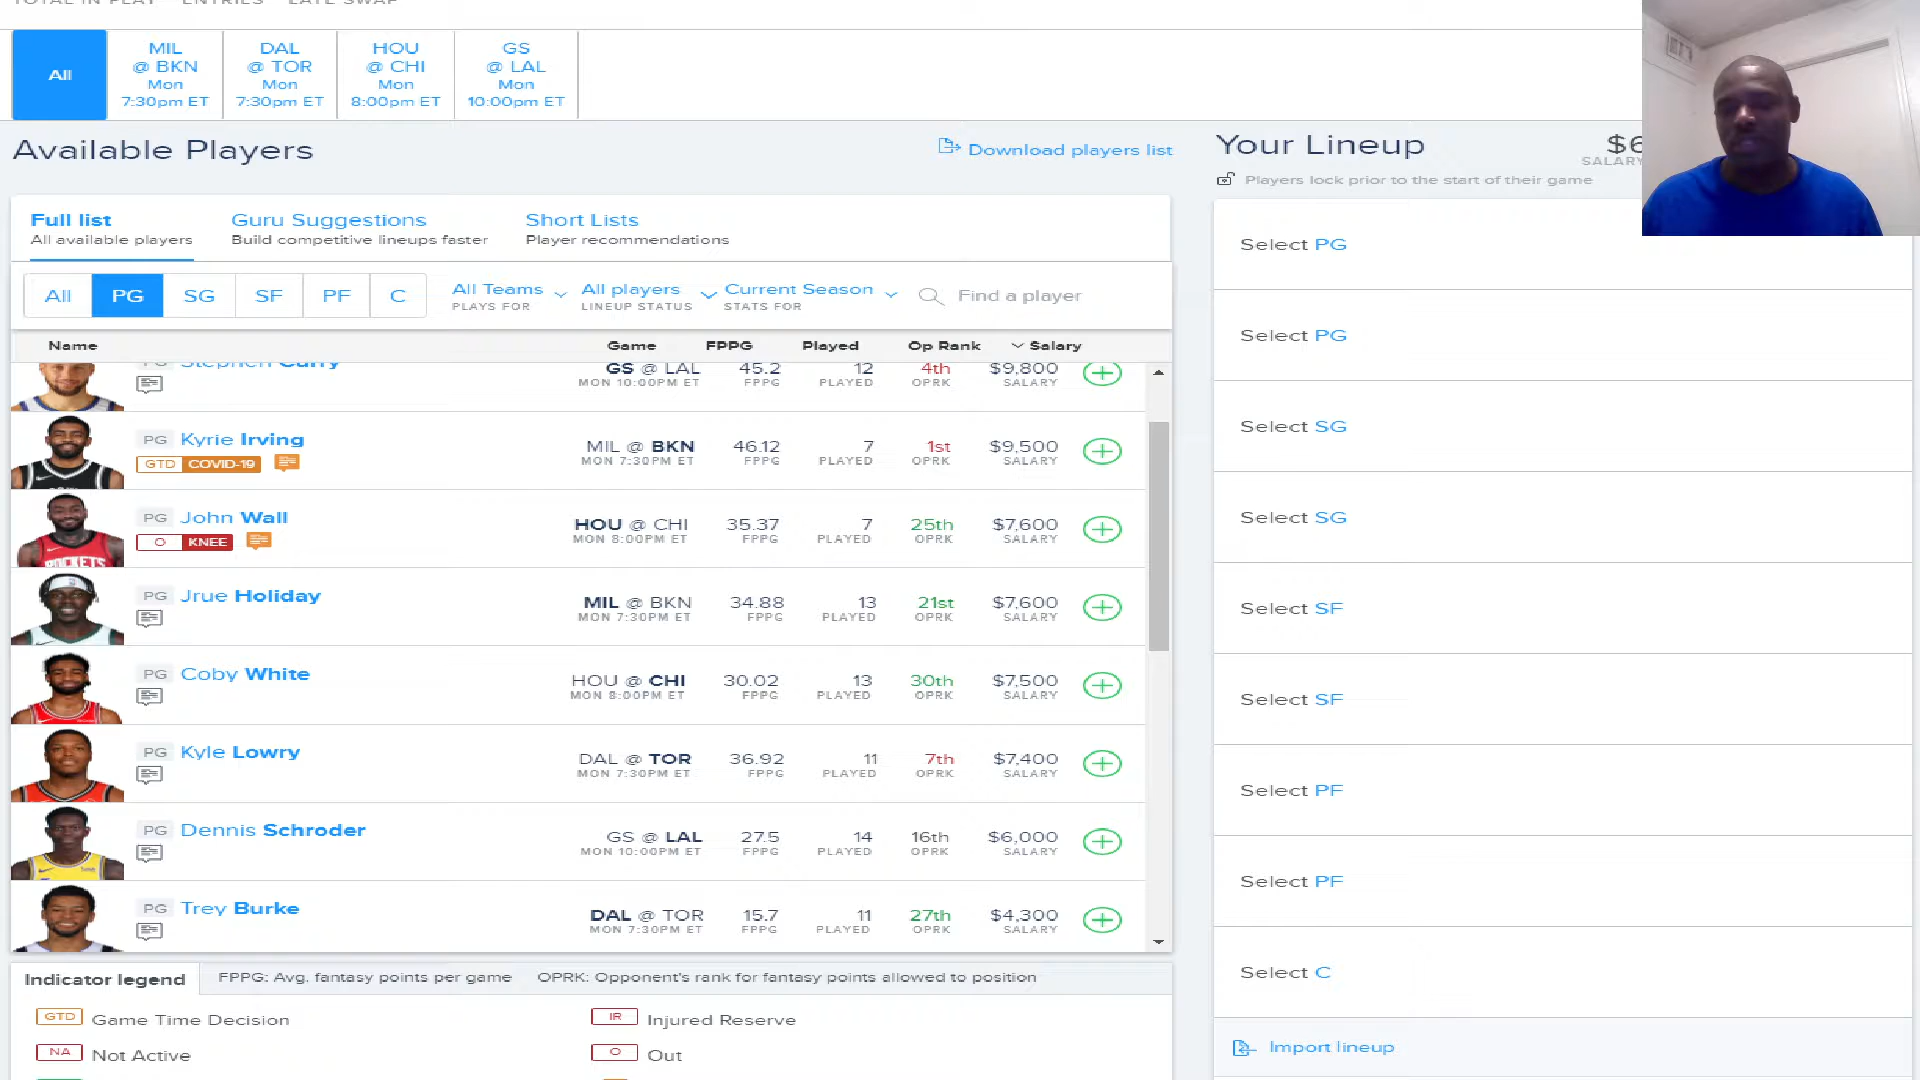 TOTAL IN PLAY ENTRIES LATE SWAP
All
MIL @ BKN Mon 7:30pm ET
DAL @ TOR Mon 7:30pm ET
HOU @ CHI Mon 8:00pm ET
GS @ LAL Mon 10:00pm ET
Available Players
Download players list
Full list
All available players
Guru Suggestions
Build competitive lineups faster
Short Lists
Player recommendations
All PG SG SF PF C
All Teams
PLAYS FOR
All players
LINEUP STATUS
Current Season
STATS FOR
Find a player
Name Game FPPG Played Op Rank Salary
PG Stephen Curry GS @ LAL 45.2 12 4th $9,800
MON 10:00PM ET FPPG PLAYED OPRK SALARY
PG Kyrie Irving MIL @ BKN 46.12 7 1st $9,500
GTD COVID-19 MON 7:30PM ET FPPG PLAYED OPRK SALARY
PG John Wall HOU @ CHI 35.37 7 25th $7,600
O KNEE MON 8:00PM ET FPPG PLAYED OPRK SALARY
ROCKETS
PG Jrue Holiday MIL @ BKN 34.88 13 21st $7,600
MON 7:30PM ET FPPG PLAYED OPRK SALARY
PG Coby White HOU @ CHI 30.02 13 30th $7,500
MON 8:00PM ET FPPG PLAYED OPRK SALARY
PG Kyle Lowry DAL @ TOR 36.92 11 7th $7,400
MON 7:30PM ET FPPG PLAYED OPRK SALARY
PG Dennis Schroder GS @ LAL 27.5 14 16th $6,000
MON 10:00PM ET FPPG PLAYED OPRK SALARY
PG Trey Burke DAL @ TOR 15.7 11 27th $4,300
MON 7:30PM ET FPPG PLAYED OPRK SALARY
Indicator legend FPPG: Avg. fantasy points per game OPRK: Opponent's rank for fantasy points allowed to position
GTD Game Time Decision
IR Injured Reserve
NA Not Active
O Out
Your Lineup
$6
SALARY
Players lock prior to the start of their game
Select PG
Select PG
Select SG
Select SG
Select SF
Select SF
Select PF
Select PF
Select C
Import lineup